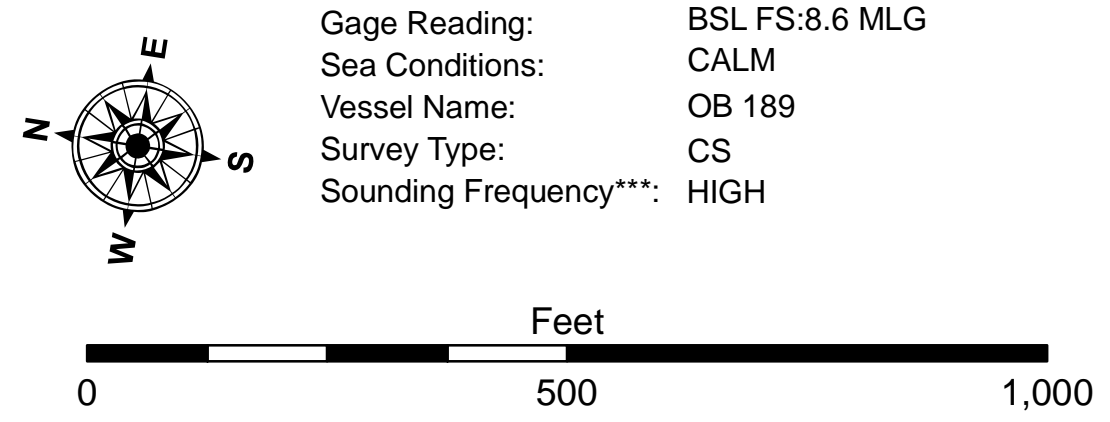 Gage Reading: BSL FS:8.6 MLG
Sea Conditions: CALM
Vessel Name: OB 189
Survey Type: CS
Sounding Frequency***: HIGH
E
N
S
W
Feet
0 500 1,000